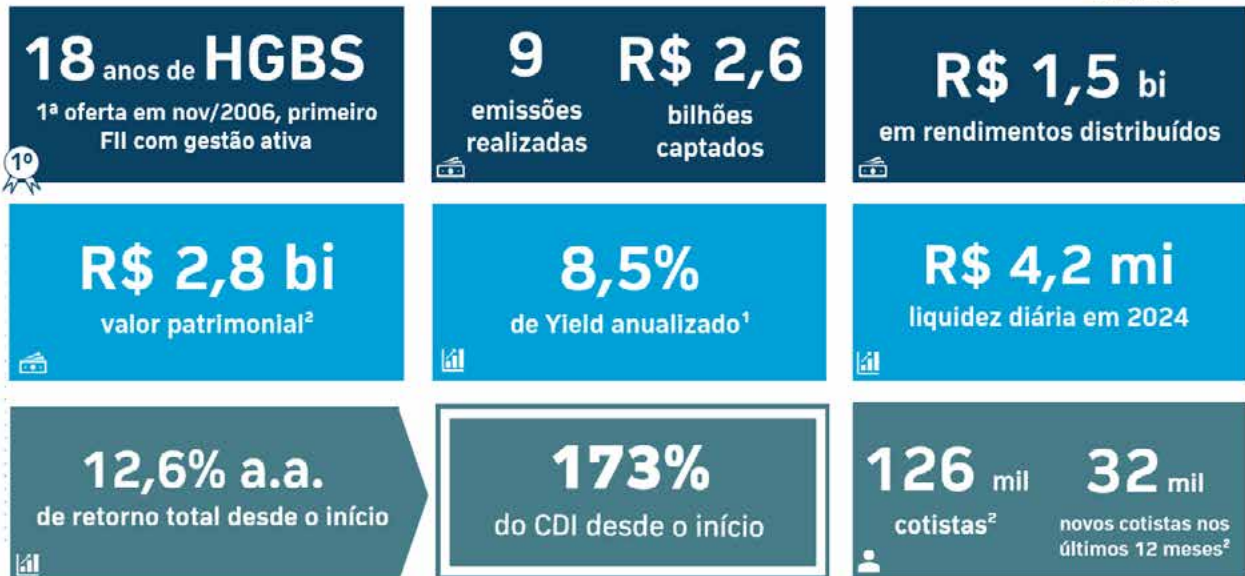 18 anos de HGBS
1ª oferta em nov/2006, primeiro
FII com gestão ativa
1º
9
emissões
realizadas
R$ 2,6
bilhões
captados
R$ 1,5 bi
em rendimentos distribuídos
R$ 2,8 bi
valor patrimonial²
8,5%
de Yield anualizado¹
R$ 4,2 mi
liquidez diária em 2024
12,6% a.a.
de retorno total desde o início
173%
do CDI desde o início
126 mil
cotistas²
32 mil
novos cotistas nos
últimos 12 meses²